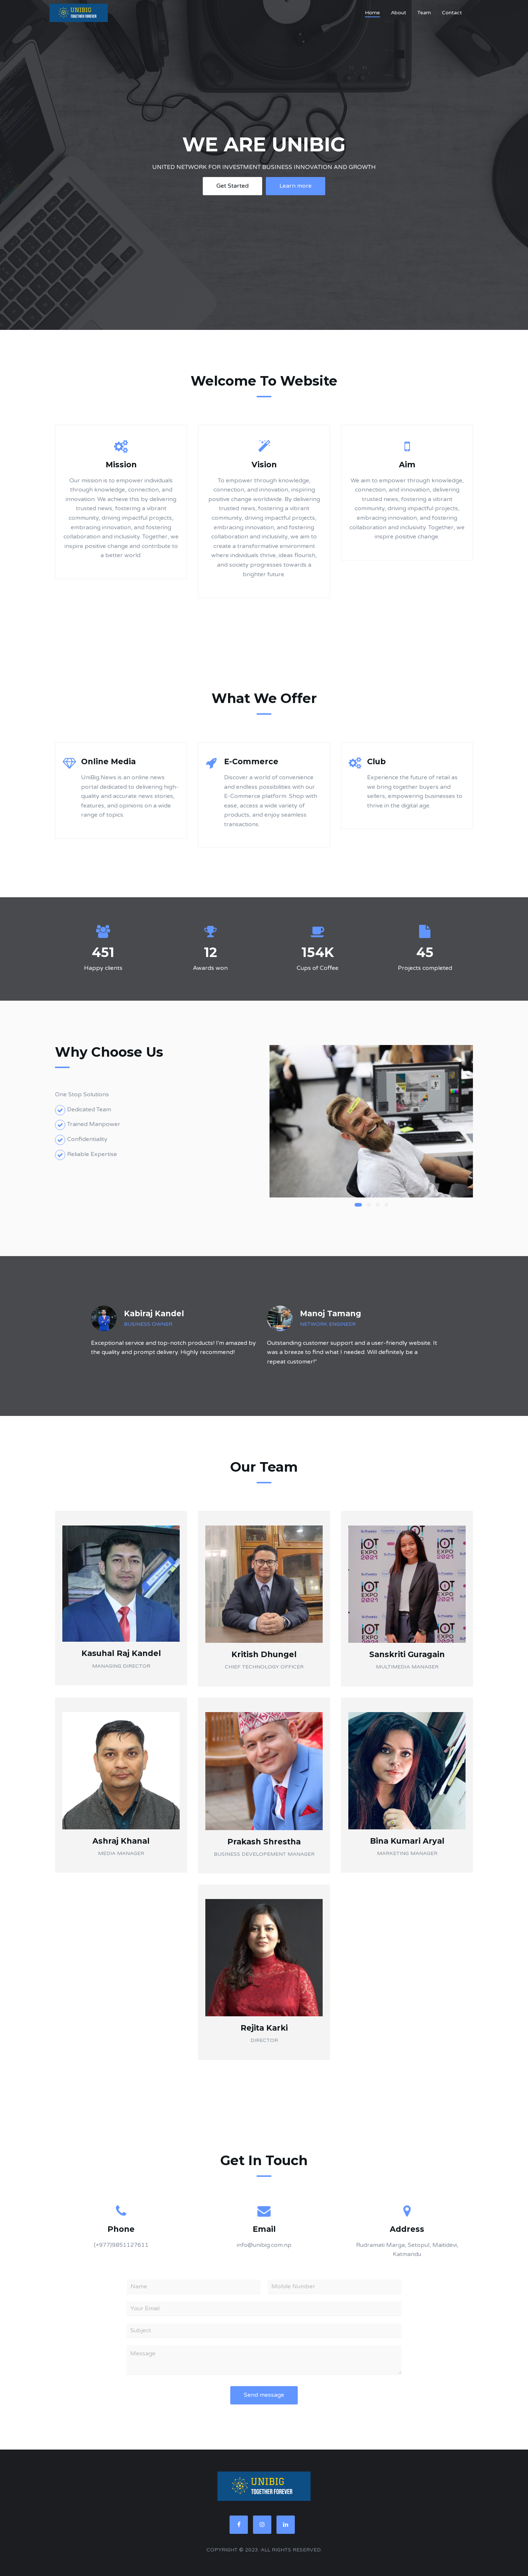 UNIBIG
TOGETHER FOREVER
Home About Team Contact
WE ARE UNIBIG
UNITED NETWORK FOR INVESTMENT BUSINESS INNOVATION AND GROWTH
Get Started Learn more
Welcome To Website
Mission
Our mission is to empower individuals
through knowledge, connection, and
innovation. We achieve this by delivering
trusted news, fostering a vibrant
community, driving impactful projects,
embracing innovation, and fostering
collaboration and inclusivity. Together, we
inspire positive change and contribute to
a better world.
Vision
To empower through knowledge,
connection, and innovation, inspiring
positive change worldwide. By delivering
trusted news, fostering a vibrant
community, driving impactful projects,
embracing innovation, and fostering
collaboration and inclusivity, we aim to
create a transformative environment
where individuals thrive, ideas flourish,
and society progresses towards a
brighter future.
Aim
We aim to empower through knowledge,
connection, and innovation, delivering
trusted news, fostering a vibrant
community, driving impactful projects,
embracing innovation, and fostering
collaboration and inclusivity. Together, we
inspire positive change.
What We Offer
Online Media
UniBig.News is an online news
portal dedicated to delivering high-
quality and accurate news stories,
features, and opinions on a wide
range of topics.
E-Commerce
Discover a world of convenience
and endless possibilities with our
E-Commerce platform. Shop with
ease, access a wide variety of
products, and enjoy seamless
transactions.
Club
Experience the future of retail as
we bring together buyers and
sellers, empowering businesses to
thrive in the digital age.
451
Happy clients
12
Awards won
154K
Cups of Coffee
45
Projects completed
Why Choose Us
One Stop Solutions
Dedicated Team
Trained Manpower
Confidentiality
Reliable Expertise
Kabiraj Kandel
BUSINESS OWNER
Exceptional service and top-notch products! I'm amazed by
the quality and prompt delivery. Highly recommend!
Manoj Tamang
NETWORK ENGINEER
Outstanding customer support and a user-friendly website. It
was a breeze to find what I needed. Will definitely be a
repeat customer!"
Our Team
Kasuhal Raj Kandel
MANAGING DIRECTOR
Kritish Dhungel
CHIEF TECHNOLOGY OFFICER
IOT
EXPO
2021
Sanskriti Guragain
MULTIMEDIA MANAGER
Ashraj Khanal
MEDIA MANAGER
Prakash Shrestha
BUSINESS DEVELOPEMENT MANAGER
Bina Kumari Aryal
MARKETING MANAGER
Rejita Karki
DIRECTOR
Get In Touch
Phone
(+977)9851127611
Email
info@unibig.com.np
Address
Rudramati Marga, Setopul, Maitidevi,
Katmandu
Name
Mobile Number
Your Email
Subject
Message
Send message
UNIBIG
TOGETHER FOREVER
COPYRIGHT © 2023. ALL RIGHTS RESERVED.